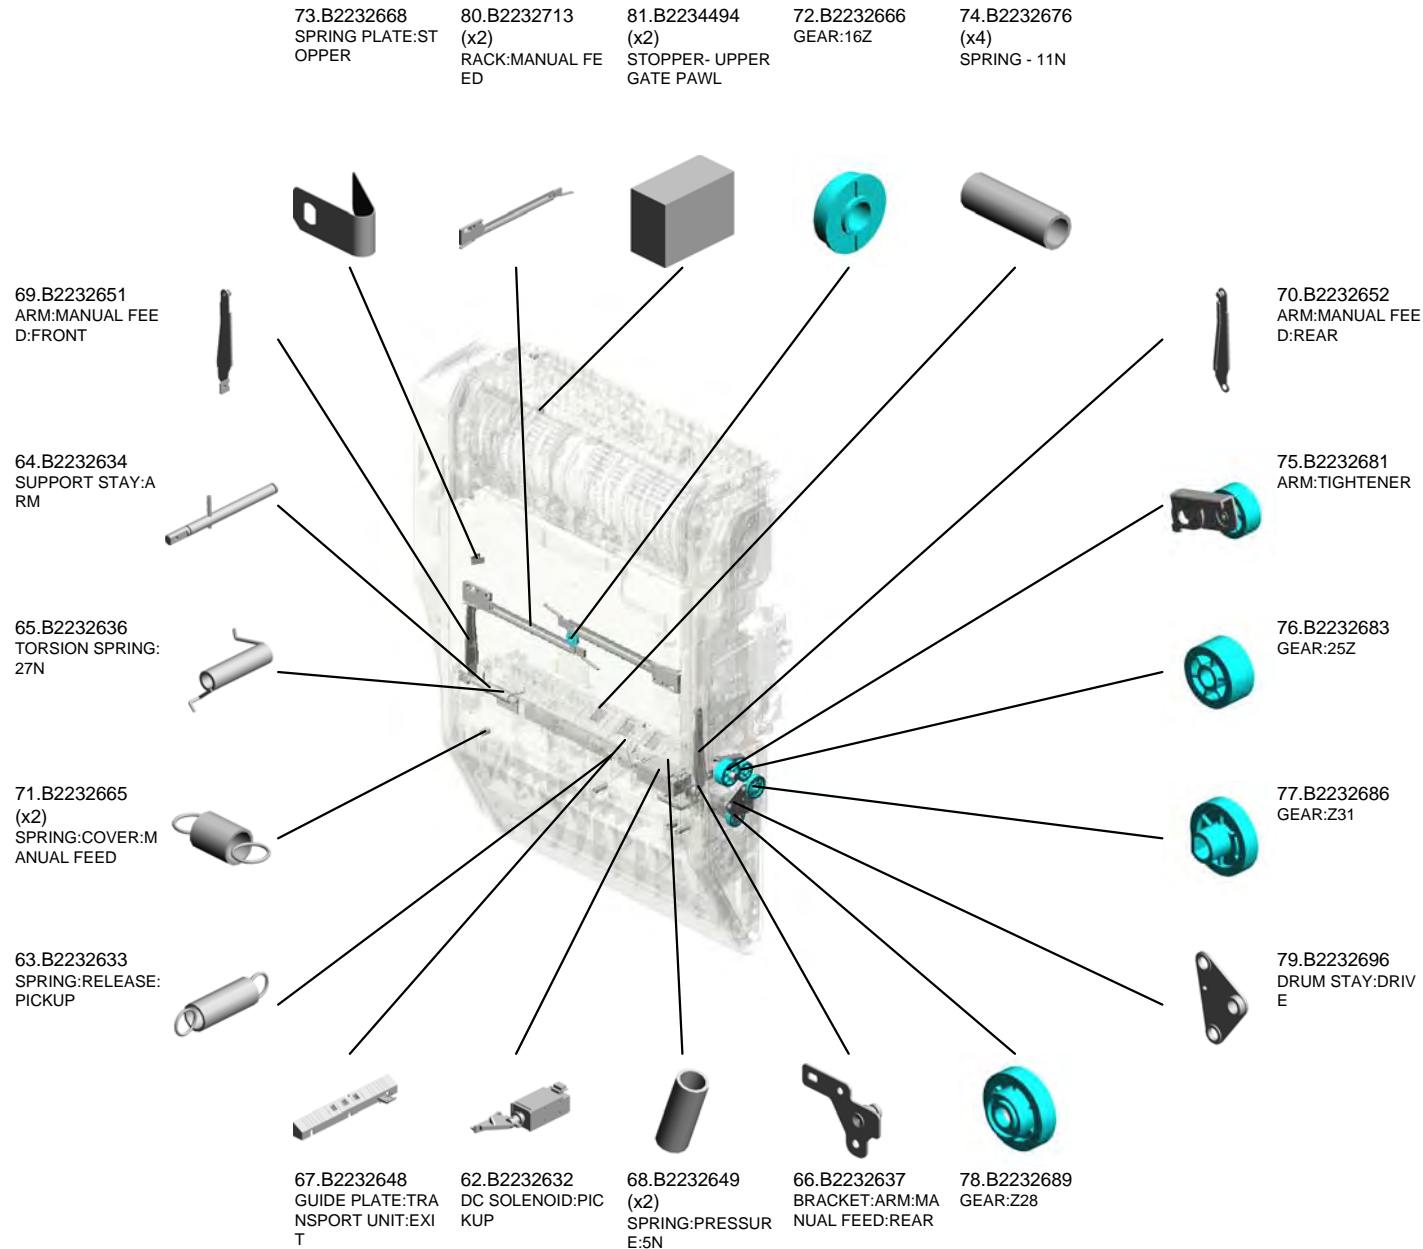 73.B2232668
SPRING PLATE:ST
OPPER
80.B2232713
(x2)
RACK:MANUAL FE
ED
81.B2234494
(x2)
STOPPER- UPPER
GATE PAWL
72.B2232666
GEAR:16Z
74.B2232676
(x4)
SPRING - 11N
69.B2232651
ARM:MANUAL FEE
D:FRONT
70.B2232652
ARM:MANUAL FEE
D:REAR
64.B2232634
SUPPORT STAY:A
RM
75.B2232681
ARM:TIGHTENER
65.B2232636
TORSION SPRING:
27N
76.B2232683
GEAR:25Z
71.B2232665
(x2)
SPRING:COVER:M
ANUAL FEED
77.B2232686
GEAR:Z31
63.B2232633
SPRING:RELEASE:
PICKUP
79.B2232696
DRUM STAY:DRIV
E
67.B2232648
GUIDE PLATE:TRA
NSPORT UNIT:EXI
T
62.B2232632
DC SOLENOID:PIC
KUP
68.B2232649
(x2)
SPRING:PRESSUR
E:5N
66.B2232637
BRACKET:ARM:MA
NUAL FEED:REAR
78.B2232689
GEAR:Z28